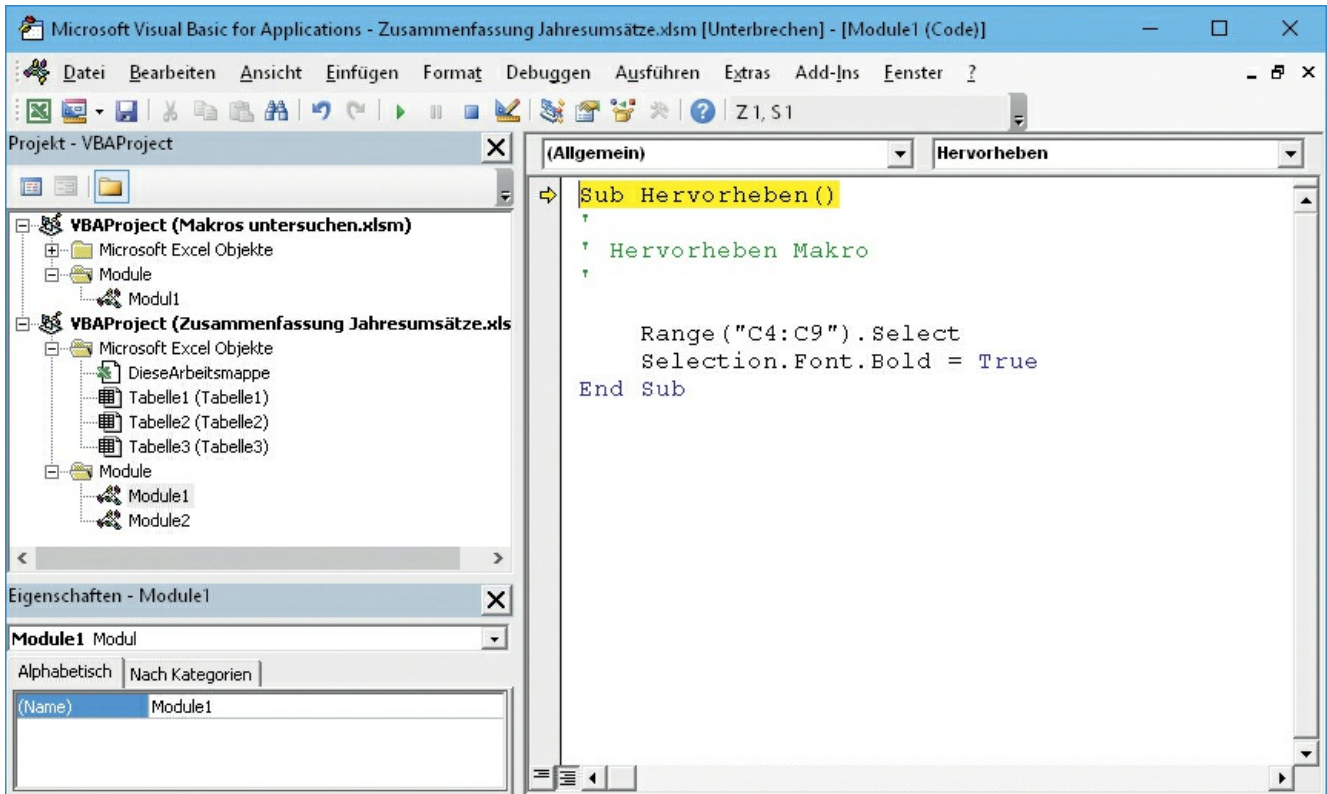 Microsoft Visual Basic for Applications - Zusammenfassung Jahresumsätze.xlsm [Unterbrechen] - [Module1 (Code)]
Datei Bearbeiten Ansicht Einfügen Format Debuggen Ausführen Extras Add-Ins Fenster ?
Z 1, S 1
Projekt - VBAProject
VBAProject (Makros untersuchen.xlsm)
Microsoft Excel Objekte
Module
Modul1
VBAProject (Zusammenfassung Jahresumsätze.xls
Microsoft Excel Objekte
DieseArbeitsmappe
Tabelle1 (Tabelle1)
Tabelle2 (Tabelle2)
Tabelle3 (Tabelle3)
Module
Module1
Module2
Eigenschaften - Module1
Module1 Modul
Alphabetisch Nach Kategorien
(Name) Module1
(Allgemein) Hervorheben
Sub Hervorheben()
'
' Hervorheben Makro
'
Range("C4:C9").Select
Selection.Font.Bold = True
End Sub